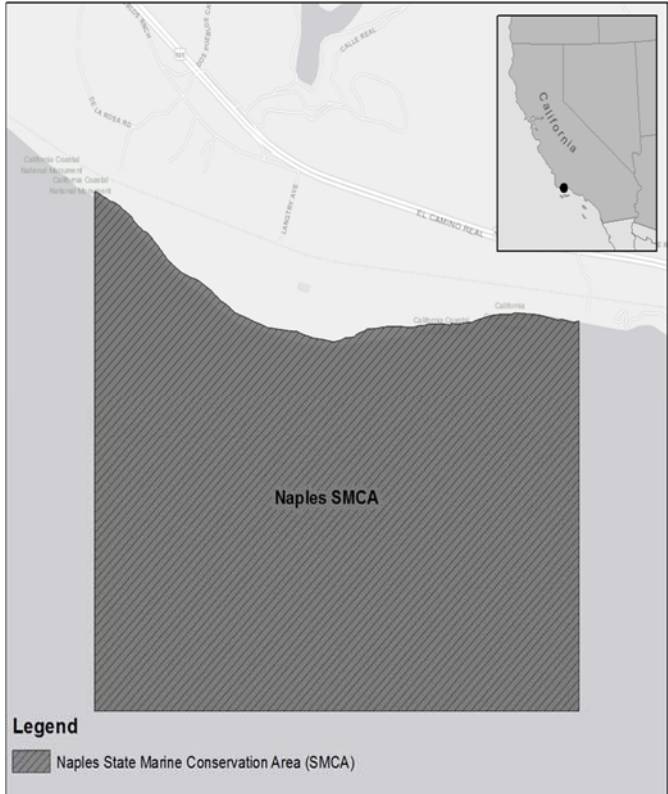 101
CALLE REAL
DE LA ROSA RD
California Coastal
National Monument
California Coastal
National Monument
LANGTRY AVE
EL CAMINO REAL
California
California Coastal
California
Naples SMCA
Legend
Naples State Marine Conservation Area (SMCA)